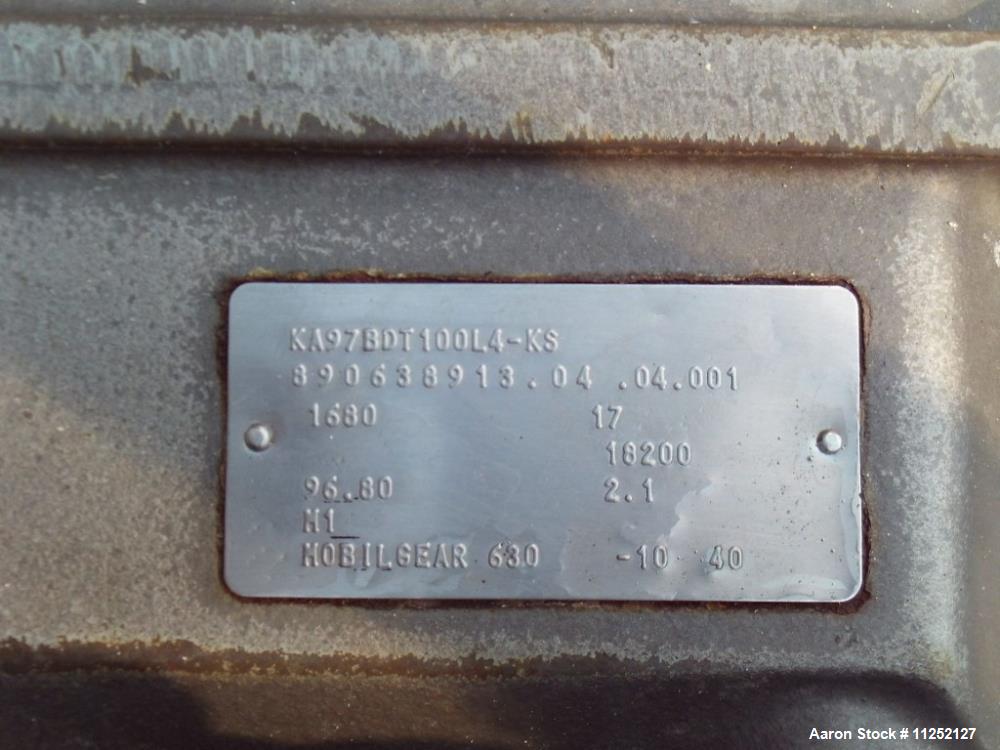 KA97BDT100L4-KS
890638913.04 .04.001
1680 17
18200
96.80 2.1
M1
MOBILGEAR 630 -10 40
Aaron Stock # 11252127